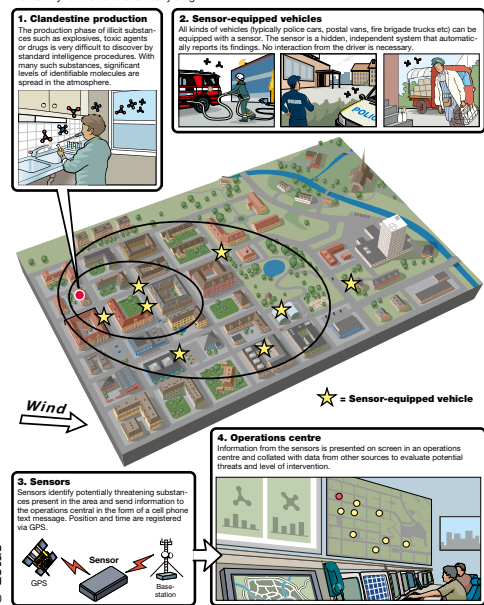 1. Clandestine production
The production phase of illicit substan-
ces such as explosives, toxic agents
or drugs is very difficult to discover by
standard intelligence procedures. With
many such substances, significant
levels of identifiable molecules are
spread in the atmosphere.
2. Sensor-equipped vehicles
All kinds of vehicles (typically police cars, postal vans, fire brigade trucks etc) can be
equipped with a sensor. The sensor is a hidden, independent system that automatic-
ally reports its findings. No interaction from the driver is necessary.
POLIS
Wind
= Sensor-equipped vehicle
3. Sensors
Sensors identify potentially threatening substan-
ces present in the area and send information to
the operations central in the form of a cell phone
text message. Position and time are registered
via GPS.
GPS
Sensor
Base-
station
4. Operations centre
Information from the sensors is presented on screen in an operations
centre and collated with data from other sources to evaluate potential
threats and level of intervention.